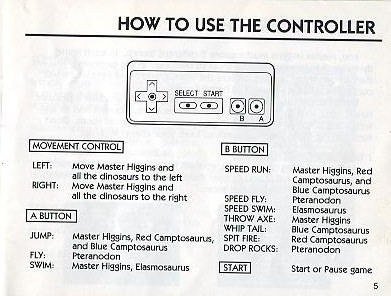 HOW TO USE THE CONTROLLER
SELECT START
B A
MOVEMENT CONTROL
LEFT: Move Master Higgins and
all the dinosaurs to the left
RIGHT: Move Master Higgins and
all the dinosaurs to the right
A BUTTON
JUMP: Master Higgins, Red Camptosaurus,
and Blue Camptosaurus
FLY: Pteranodon
SWIM: Master Higgins, Elasmosaurus
B BUTTON
SPEED RUN: Master Higgins, Red
Camptosaurus, and
Blue Camptosaurus
SPEED FLY: Pteranodon
SPEED SWIM: Elasmosaurus
THROW AXE: Master Higgins
WHIP TAIL: Blue Camptosaurus
SPIT FIRE: Red Camptosaurus
DROP ROCKS: Pteranodon
START Start or Pause game
5